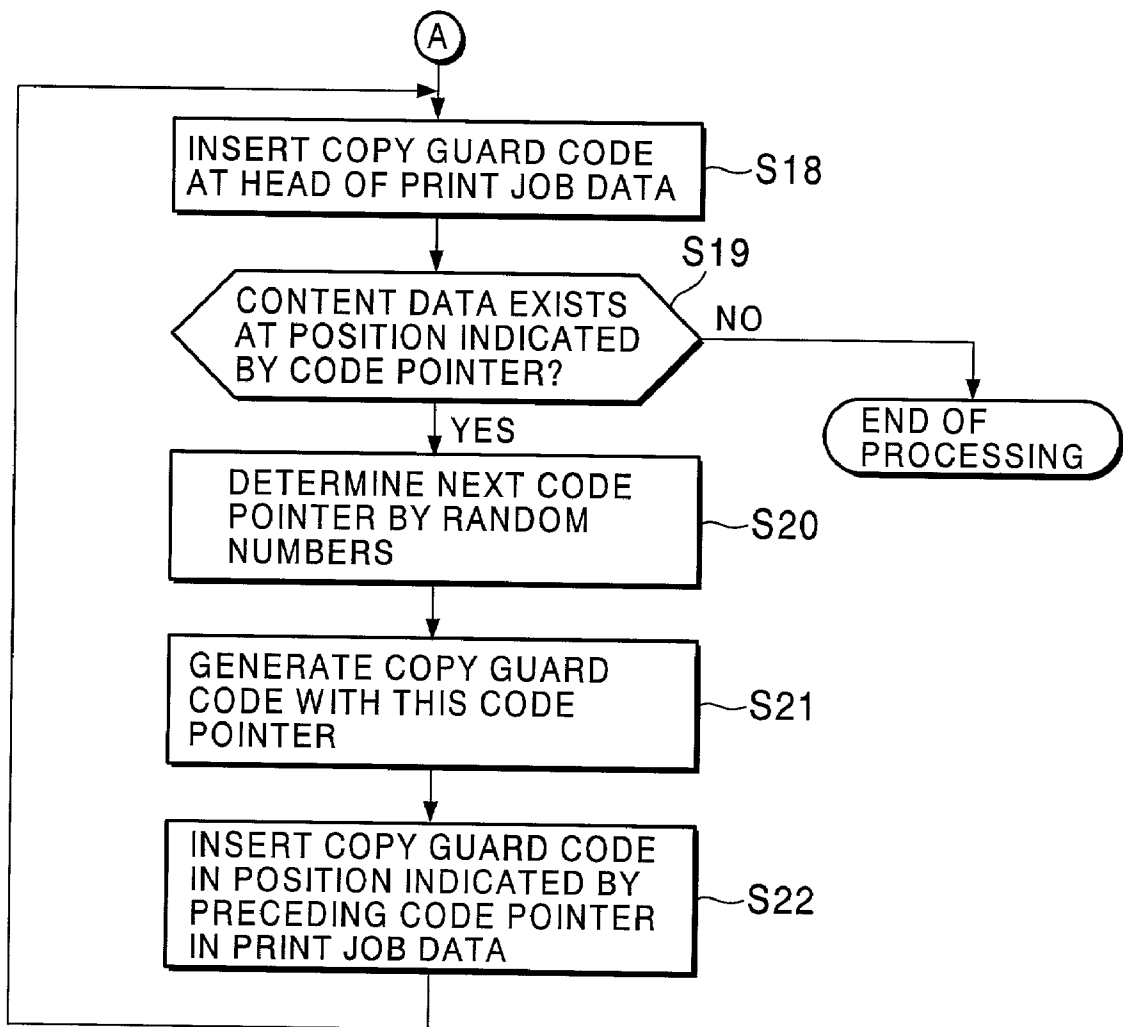 A
INSERT COPY GUARD CODE
AT HEAD OF PRINT JOB DATA
S18
S19
CONTENT DATA EXISTS
AT POSITION INDICATED
BY CODE POINTER?
NO
END OF
PROCESSING
YES
DETERMINE NEXT CODE
POINTER BY RANDOM
NUMBERS
S20
GENERATE COPY GUARD
CODE WITH THIS CODE
POINTER
S21
INSERT COPY GUARD CODE
IN POSITION INDICATED BY
PRECEDING CODE POINTER
IN PRINT JOB DATA
S22